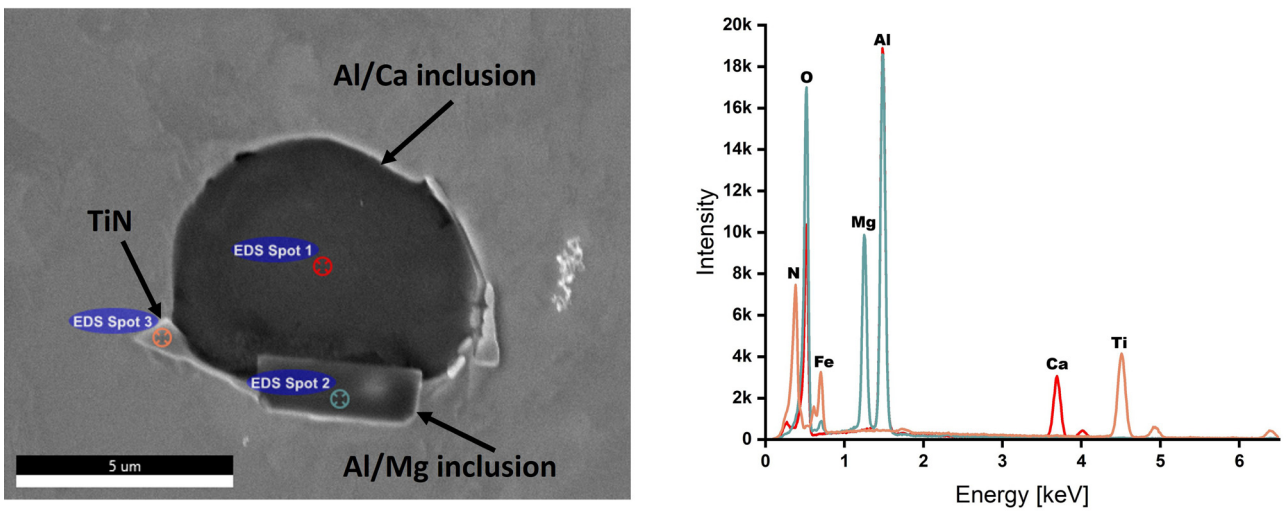 Al/Ca inclusion
TiN
EDS Spot 1
EDS Spot 3
EDS Spot 2
Al/Mg inclusion
5 um
20k
18k
16k
14k
12k
10k
8k
6k
4k
2k
0
Intensity
N
O
Fe
Mg
Al
Ca
Ti
0 1 2 3 4 5 6
Energy [keV]